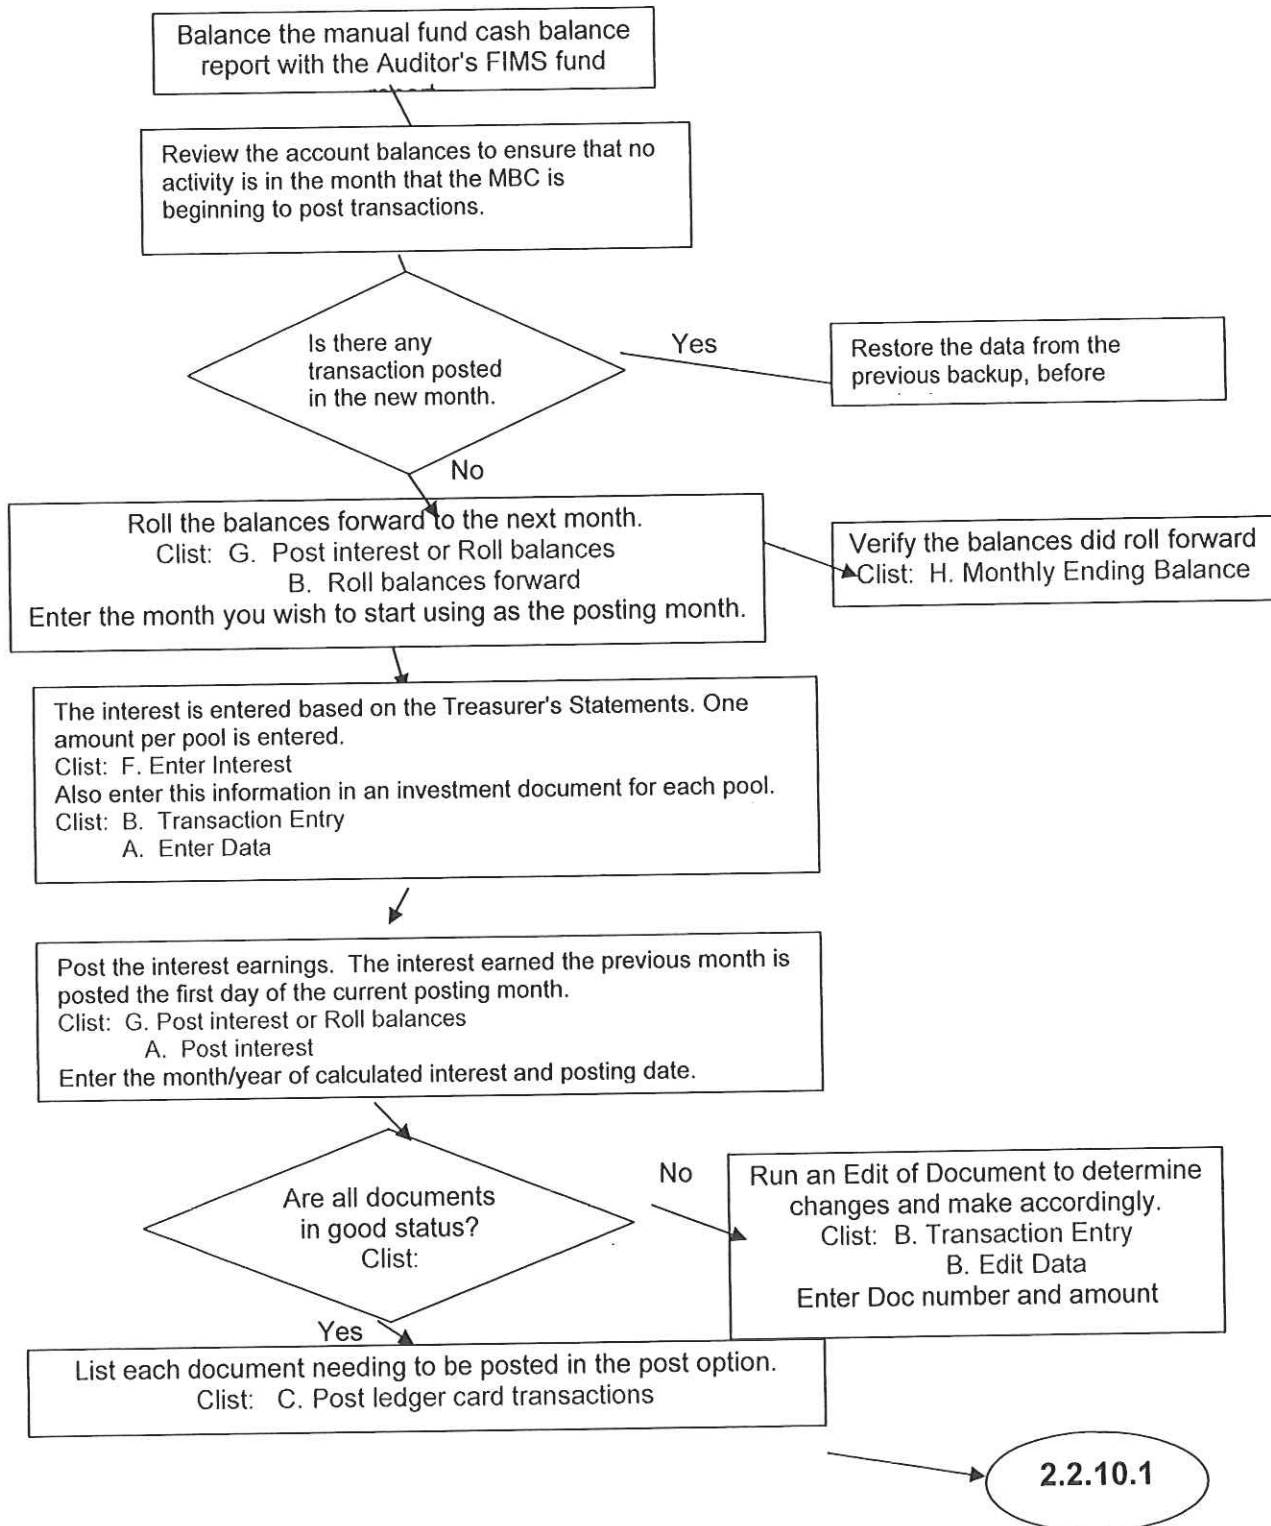 Balance the manual fund cash balance
report with the Auditor's FIMS fund
Review the account balances to ensure that no
activity is in the month that the MBC is
beginning to post transactions.
Is there any
transaction posted
in the new month.
Yes
Restore the data from the
previous backup, before
No
Roll the balances forward to the next month.
Clist: G. Post interest or Roll balances
B. Roll balances forward
Enter the month you wish to start using as the posting month.
Verify the balances did roll forward
Clist: H. Monthly Ending Balance
The interest is entered based on the Treasurer's Statements. One
amount per pool is entered.
Clist: F. Enter Interest
Also enter this information in an investment document for each pool.
Clist: B. Transaction Entry
A. Enter Data
Post the interest earnings. The interest earned the previous month is
posted the first day of the current posting month.
Clist: G. Post interest or Roll balances
A. Post interest
Enter the month/year of calculated interest and posting date.
Are all documents
in good status?
Clist:
No
Run an Edit of Document to determine
changes and make accordingly.
Clist: B. Transaction Entry
B. Edit Data
Enter Doc number and amount
Yes
List each document needing to be posted in the post option.
Clist: C. Post ledger card transactions
2.2.10.1